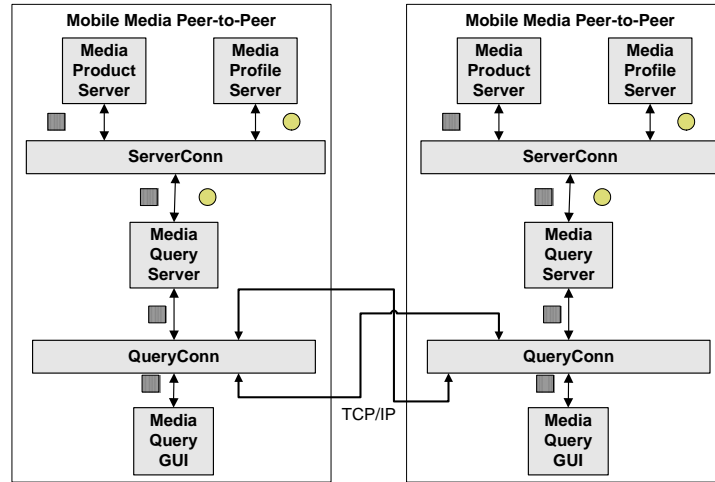 Mobile Media Peer-to-Peer
Media
Product
Server
Media
Profile
Server
ServerConn
Media
Query
Server
QueryConn
Media
Query
GUI
TCP/IP
Mobile Media Peer-to-Peer
Media
Product
Server
Media
Profile
Server
ServerConn
Media
Query
Server
QueryConn
Media
Query
GUI